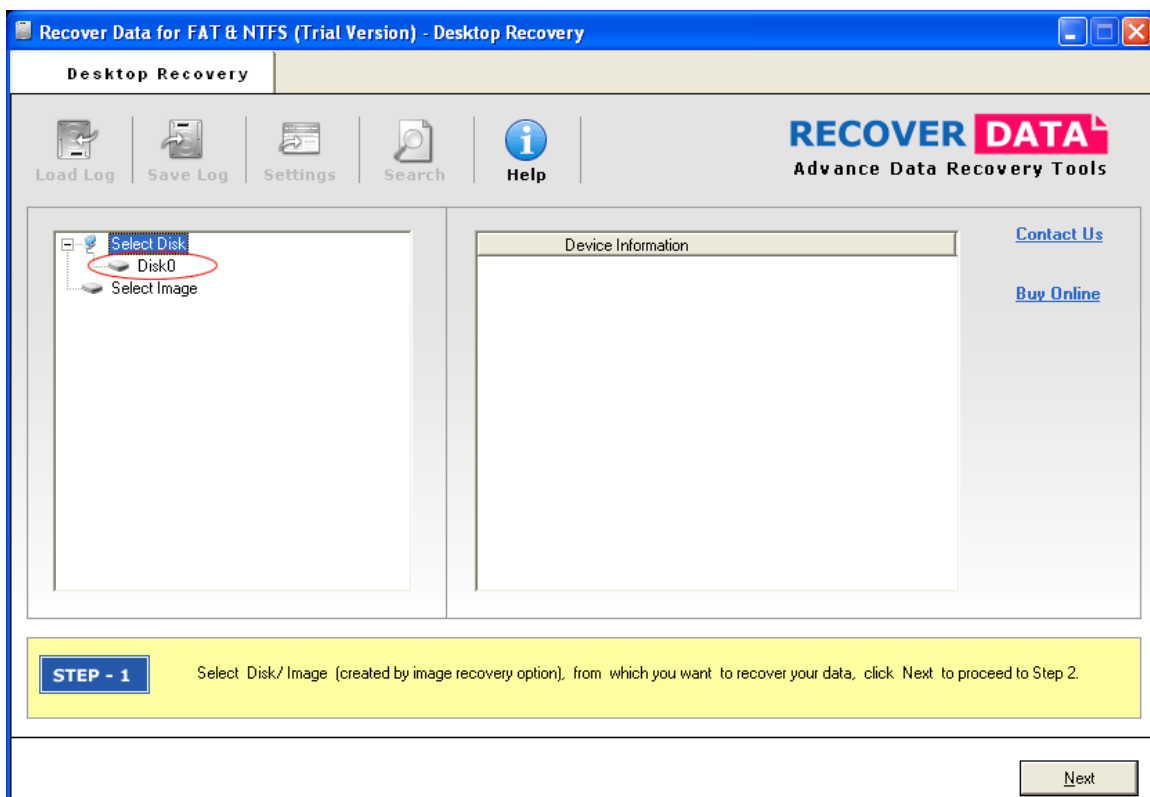 Recover Data for FAT & NTFS (Trial Version) - Desktop Recovery
Desktop Recovery
Load Log
Save Log
Settings
Search
Help
RECOVER DATA
Advance Data Recovery Tools
Select Disk
Disk0
Select Image
Device Information
Contact Us
Buy Online
STEP - 1
Select Disk/ Image (created by image recovery option), from which you want to recover your data, click Next to proceed to Step 2.
Next